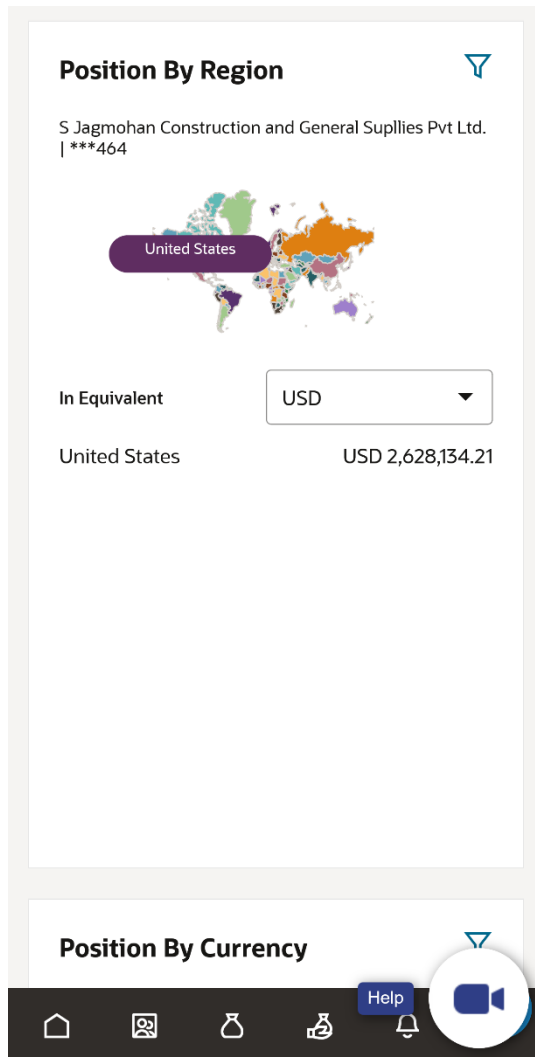 Position By Region
S Jagmohan Construction and General Supllies Pvt Ltd.
| ***464
United States
In Equivalent
USD
United States
USD 2,628,134.21
Position By Currency
Help